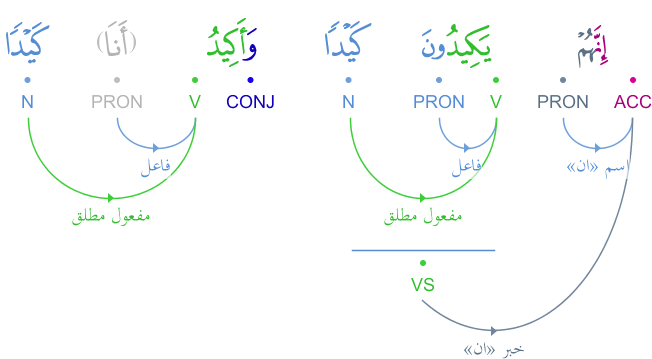 إِنَّهُمْ يَكِيدُونَ كَيْدًا وَأَكِيدُ (أَنَا) كَيْدًا
ACC PRON V PRON N CONJ V PRON N
اسم «ان» فاعل فاعل
مفعول مطلق مفعول مطلق
VS
خبر «ان»